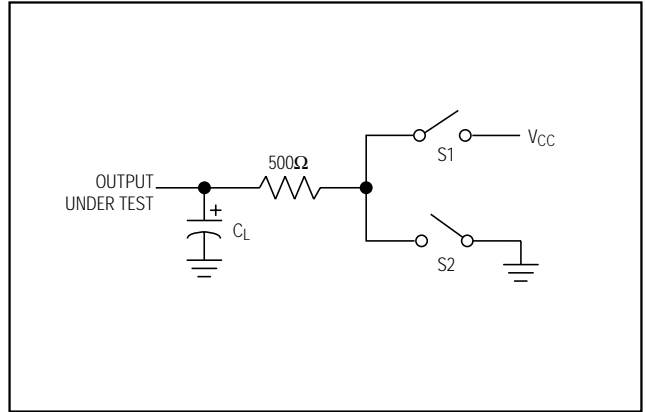 V_CC
S1
500Ω
OUTPUT
UNDER TEST
+
C_L
S2